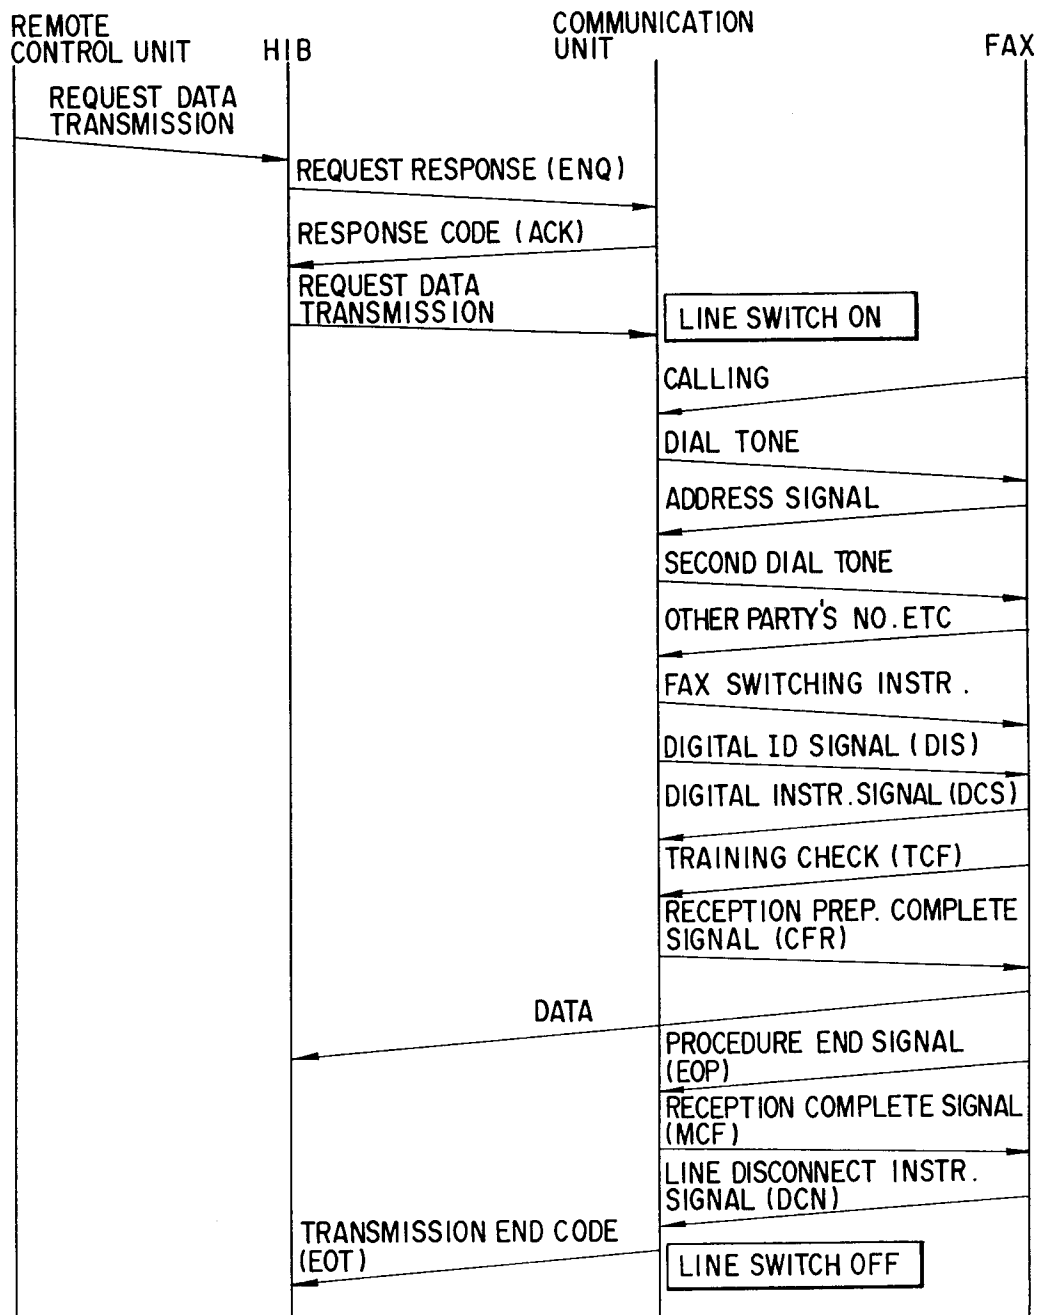 REMOTE
CONTROL UNIT
HIB
COMMUNICATION
UNIT
FAX
REQUEST DATA
TRANSMISSION
REQUEST RESPONSE (ENQ)
RESPONSE CODE (ACK)
REQUEST DATA
TRANSMISSION
LINE SWITCH ON
CALLING
DIAL TONE
ADDRESS SIGNAL
SECOND DIAL TONE
OTHER PARTY'S NO. ETC
FAX SWITCHING INSTR.
DIGITAL ID SIGNAL (DIS)
DIGITAL INSTR. SIGNAL (DCS)
TRAINING CHECK (TCF)
RECEPTION PREP. COMPLETE
SIGNAL (CFR)
DATA
PROCEDURE END SIGNAL
(EOP)
RECEPTION COMPLETE SIGNAL
(MCF)
LINE DISCONNECT INSTR.
SIGNAL (DCN)
TRANSMISSION END CODE
(EOT)
LINE SWITCH OFF